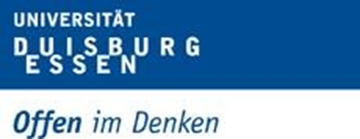 UNIVERSITÄT
DUISBURG
ESSEN
Offen im Denken